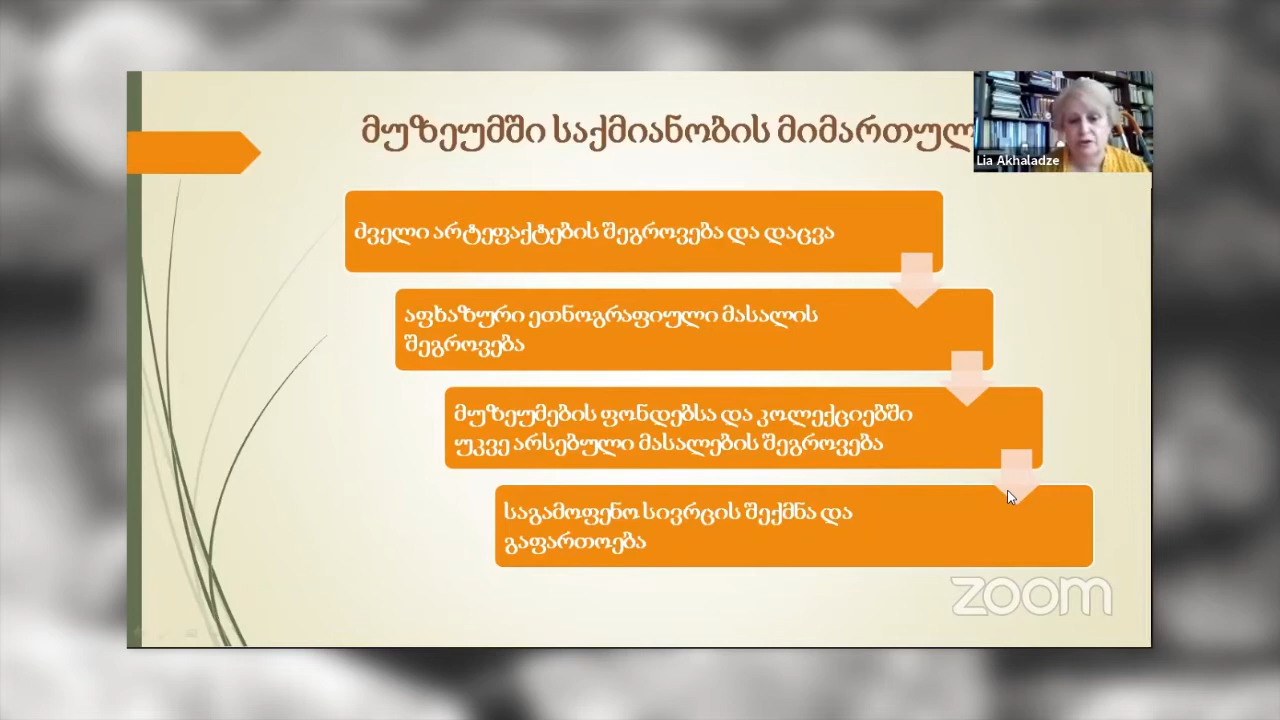 მუზეუმში საქმიანობის მიმართულ
Lia Akhaladze
ძველი არტეფაქტების შეგროვება და დაცვა
აფხაზური ეთნოგრაფიული მასალის
შეგროვება
მუზეუმების ფონდებსა და კოლექციებში
უკვე არსებული მასალების შეგროვება
საგამოფენო სივრცის შექმნა და
გაფართოება
zoom